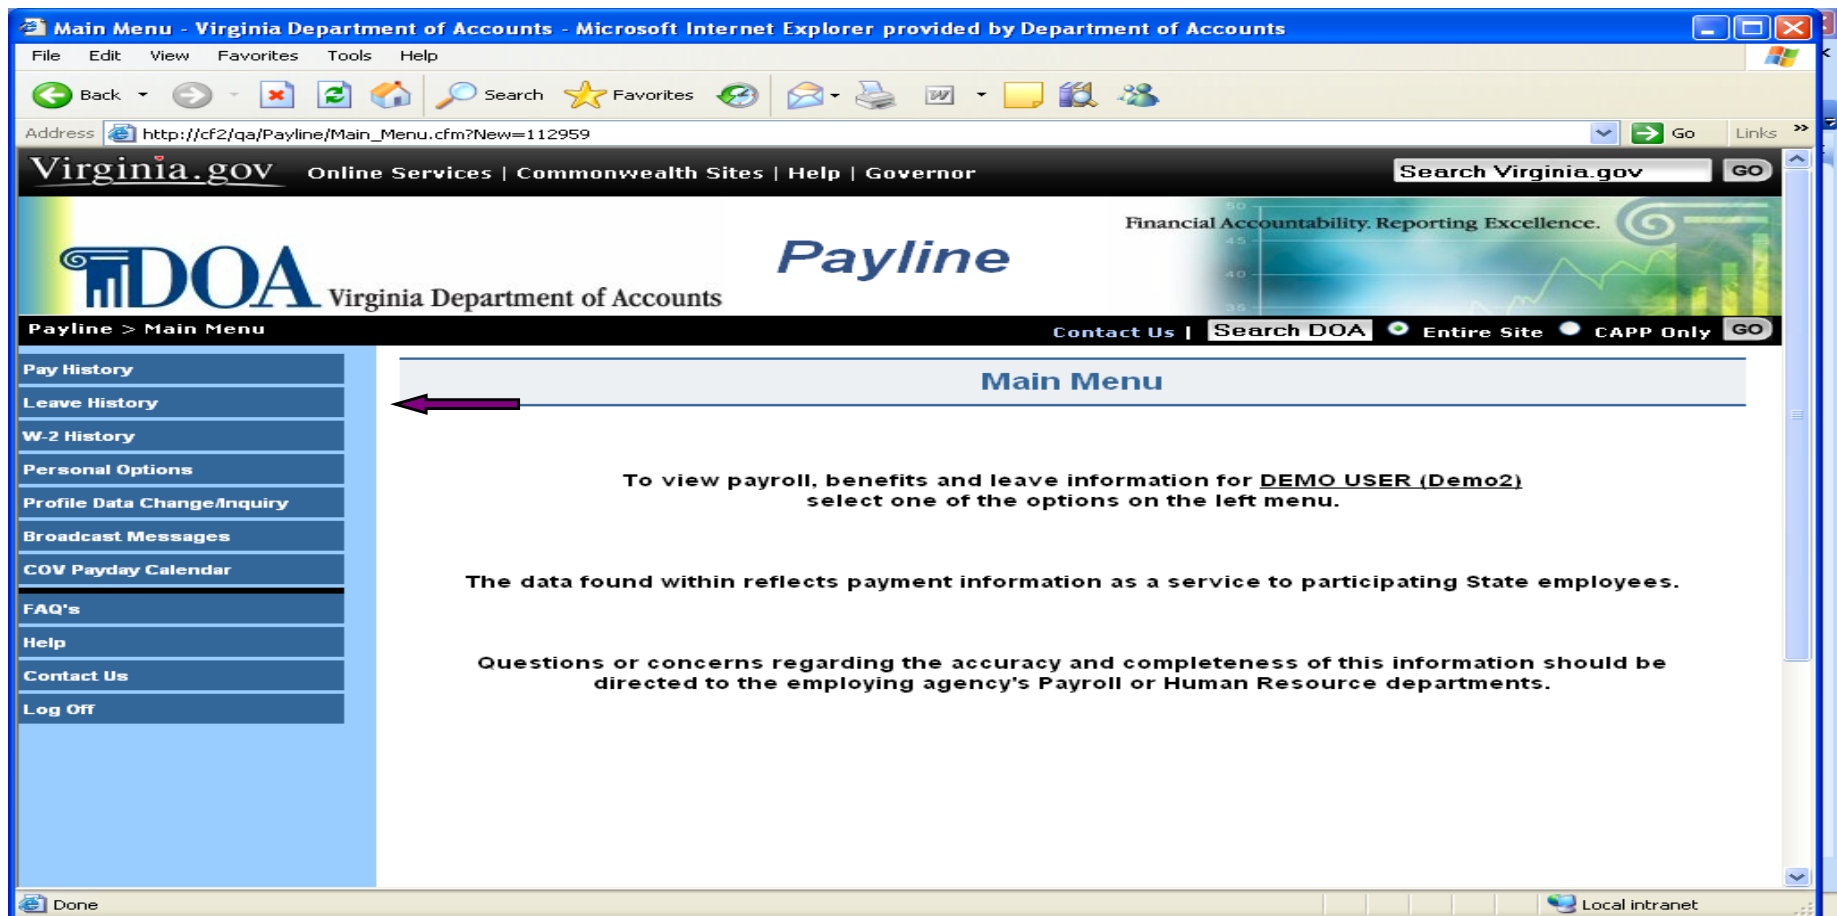 Main Menu - Virginia Department of Accounts - Microsoft Internet Explorer provided by Department of Accounts
File Edit View Favorites Tools Help
Back Search Favorites
Address http://cf2/qa/Payline/Main_Menu.cfm?New=112959 Go Links »
Virginia.gov Online Services | Commonwealth Sites | Help | Governor Search Virginia.gov GO
Financial Accountability. Reporting Excellence.
50
45
40
35
DOA Virginia Department of Accounts
Payline
Payline > Main Menu Contact Us | Search DOA Entire Site CAPP Only GO
Pay History
Leave History
W-2 History
Personal Options
Profile Data Change/Inquiry
Broadcast Messages
COV Payday Calendar
FAQ's
Help
Contact Us
Log Off
Main Menu
To view payroll, benefits and leave information for DEMO USER (Demo2)
select one of the options on the left menu.
The data found within reflects payment information as a service to participating State employees.
Questions or concerns regarding the accuracy and completeness of this information should be
directed to the employing agency's Payroll or Human Resource departments.
Done Local intranet